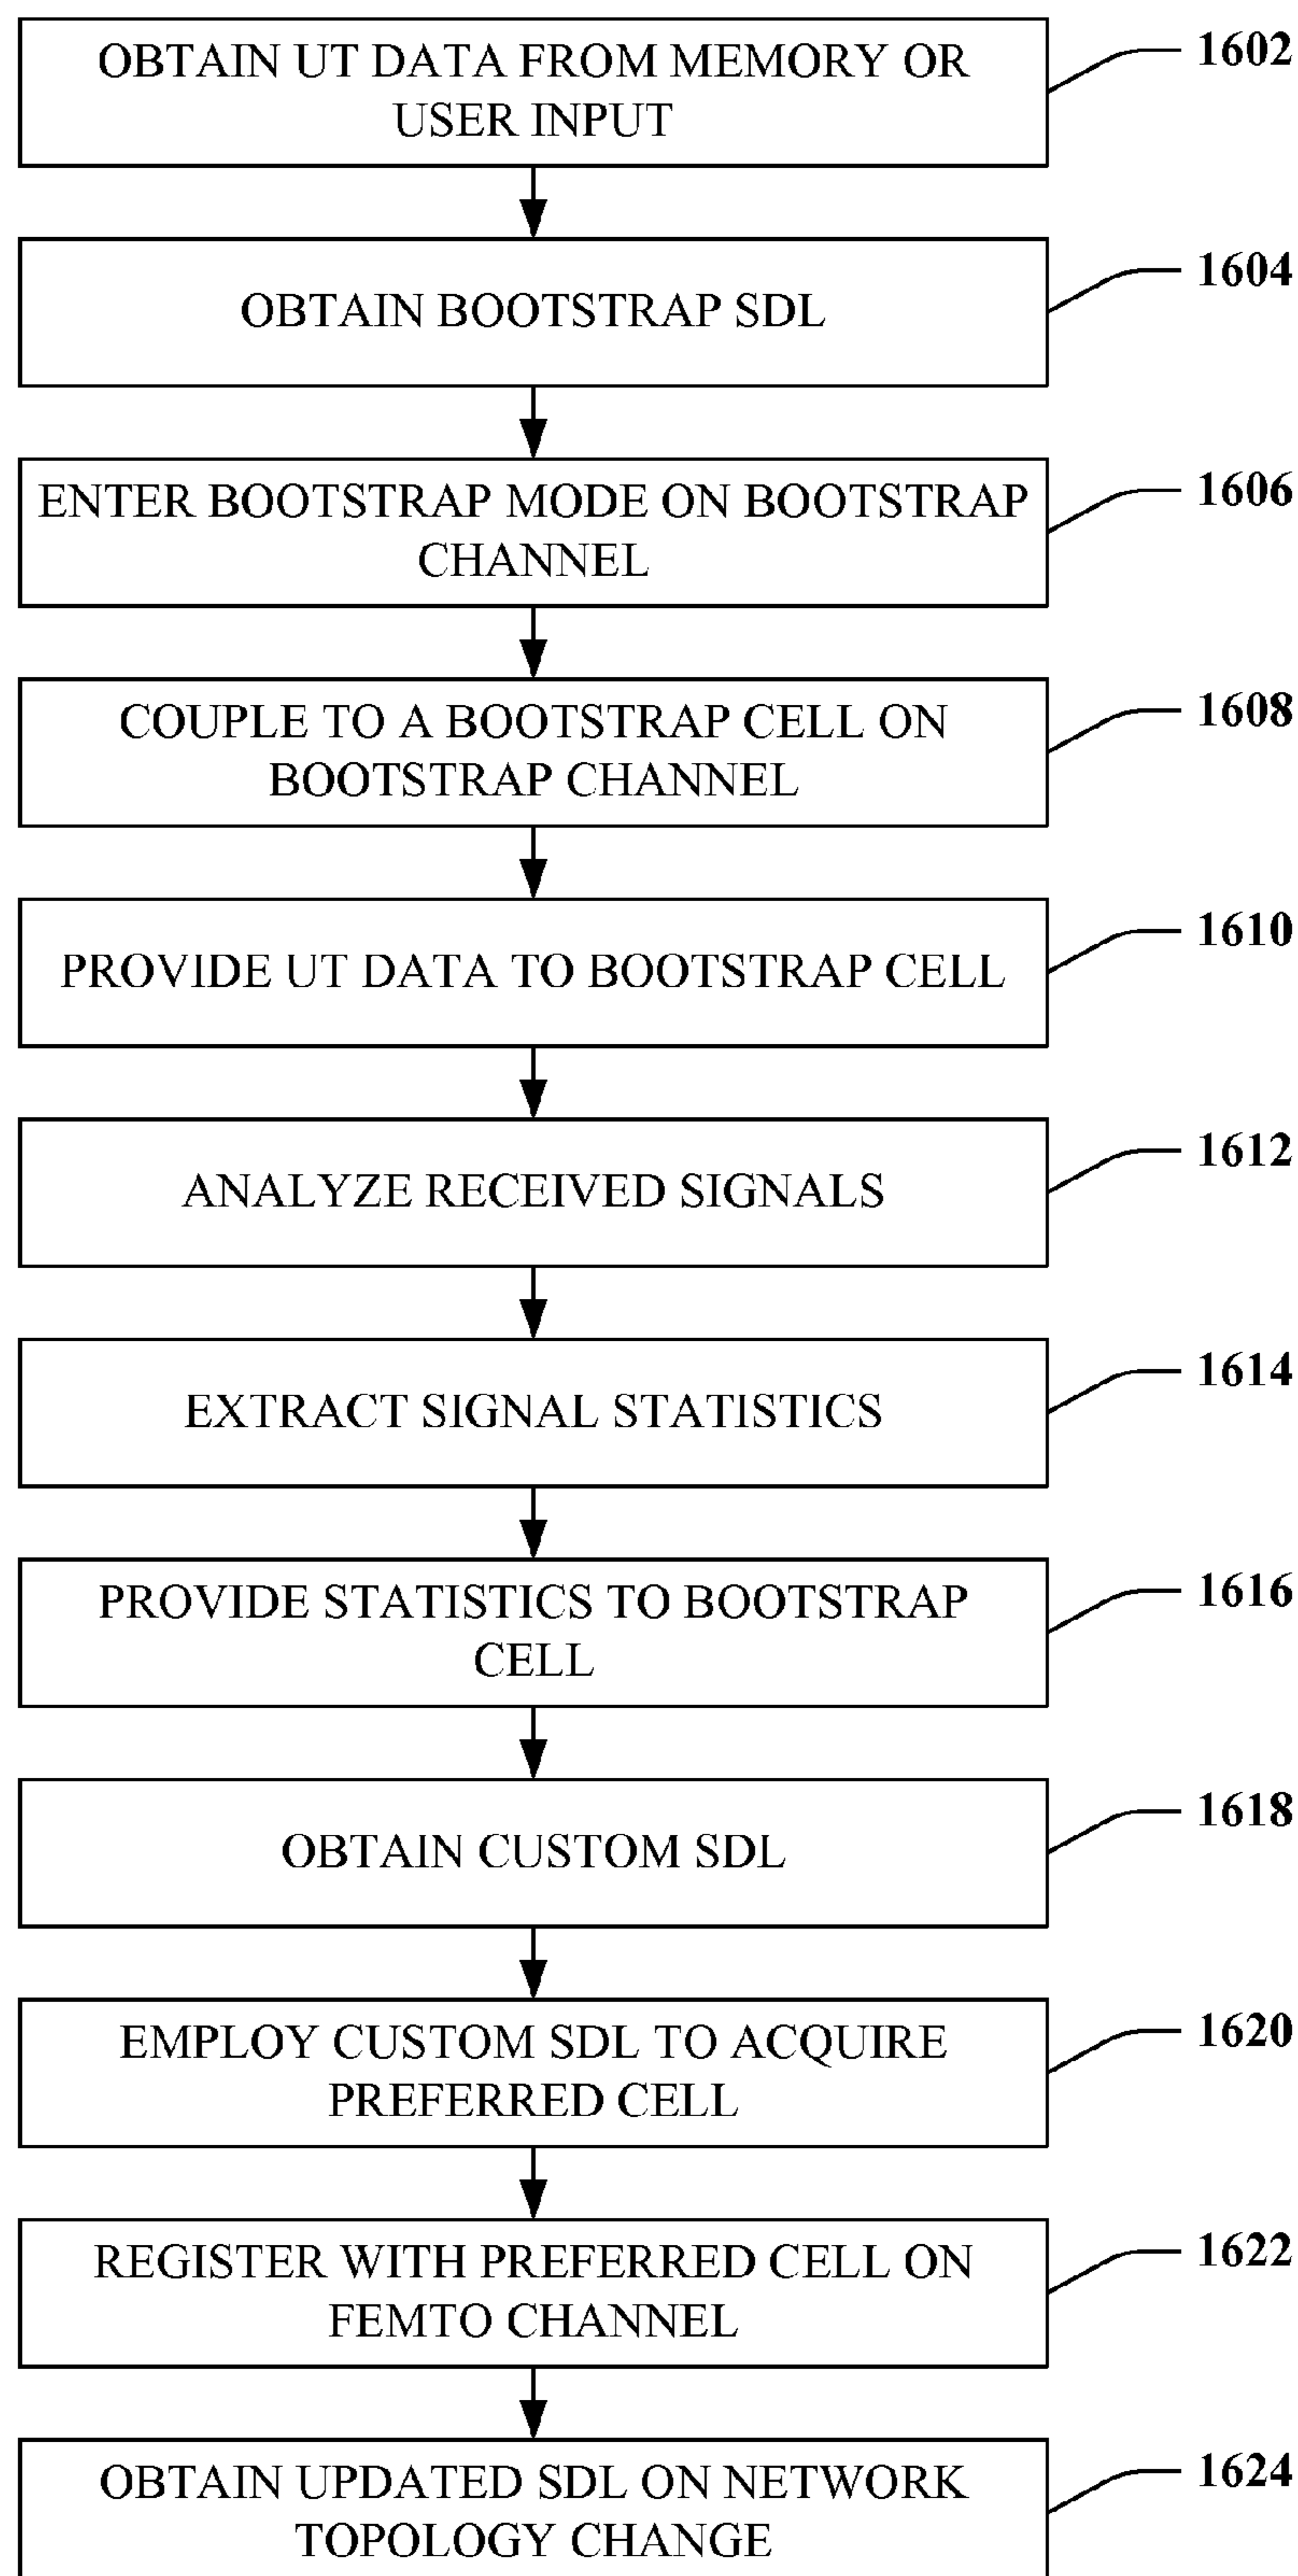 OBTAIN UT DATA FROM MEMORY OR
USER INPUT
1602
OBTAIN BOOTSTRAP SDL
1604
ENTER BOOTSTRAP MODE ON BOOTSTRAP
CHANNEL
1606
COUPLE TO A BOOTSTRAP CELL ON
BOOTSTRAP CHANNEL
1608
PROVIDE UT DATA TO BOOTSTRAP CELL
1610
ANALYZE RECEIVED SIGNALS
1612
EXTRACT SIGNAL STATISTICS
1614
PROVIDE STATISTICS TO BOOTSTRAP
CELL
1616
OBTAIN CUSTOM SDL
1618
EMPLOY CUSTOM SDL TO ACQUIRE
PREFERRED CELL
1620
REGISTER WITH PREFERRED CELL ON
FEMTO CHANNEL
1622
OBTAIN UPDATED SDL ON NETWORK
TOPOLOGY CHANGE
1624